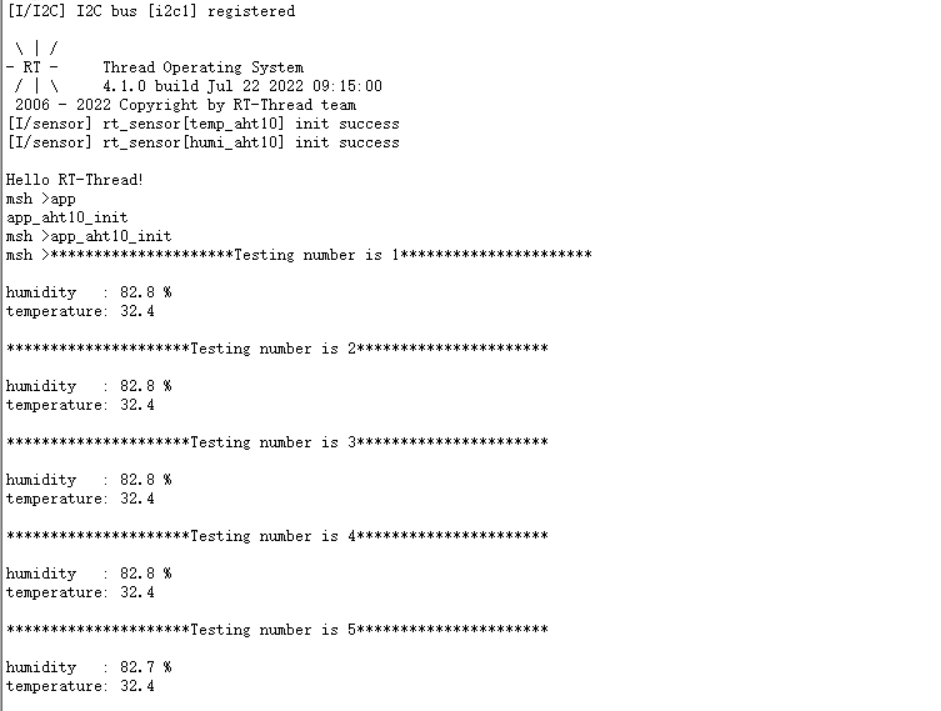 [I/I2C] I2C bus [i2c1] registered
 \ | /
- RT -     Thread Operating System
 / | \     4.1.0 build Jul 22 2022 09:15:00
 2006 - 2022 Copyright by RT-Thread team
[I/sensor] rt_sensor[temp_aht10] init success
[I/sensor] rt_sensor[humi_aht10] init success
Hello RT-Thread!
msh >app
app_aht10_init
msh >app_aht10_init
msh >*********************Testing number is 1**********************
humidity   : 82.8 %
temperature: 32.4
*********************Testing number is 2**********************
humidity   : 82.8 %
temperature: 32.4
*********************Testing number is 3**********************
humidity   : 82.8 %
temperature: 32.4
*********************Testing number is 4**********************
humidity   : 82.8 %
temperature: 32.4
*********************Testing number is 5**********************
humidity   : 82.7 %
temperature: 32.4